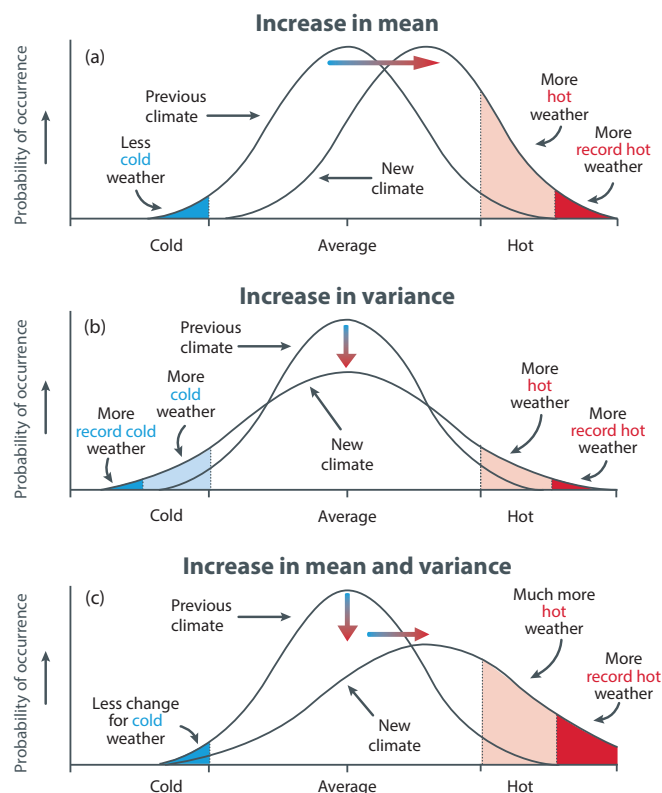 Increase in mean
(a)
Probability of occurrence
Previous
climate
Less
cold
weather
New
climate
More
hot
weather
More
record hot
weather
Cold
Average
Hot
Increase in variance
(b)
Probability of occurrence
Previous
climate
More
cold
weather
More
record cold
weather
New
climate
More
hot
weather
More
record hot
weather
Cold
Average
Hot
Increase in mean and variance
(c)
Probability of occurrence
Previous
climate
Less change
for cold
weather
New
climate
Much more
hot
weather
More
record hot
weather
Cold
Average
Hot